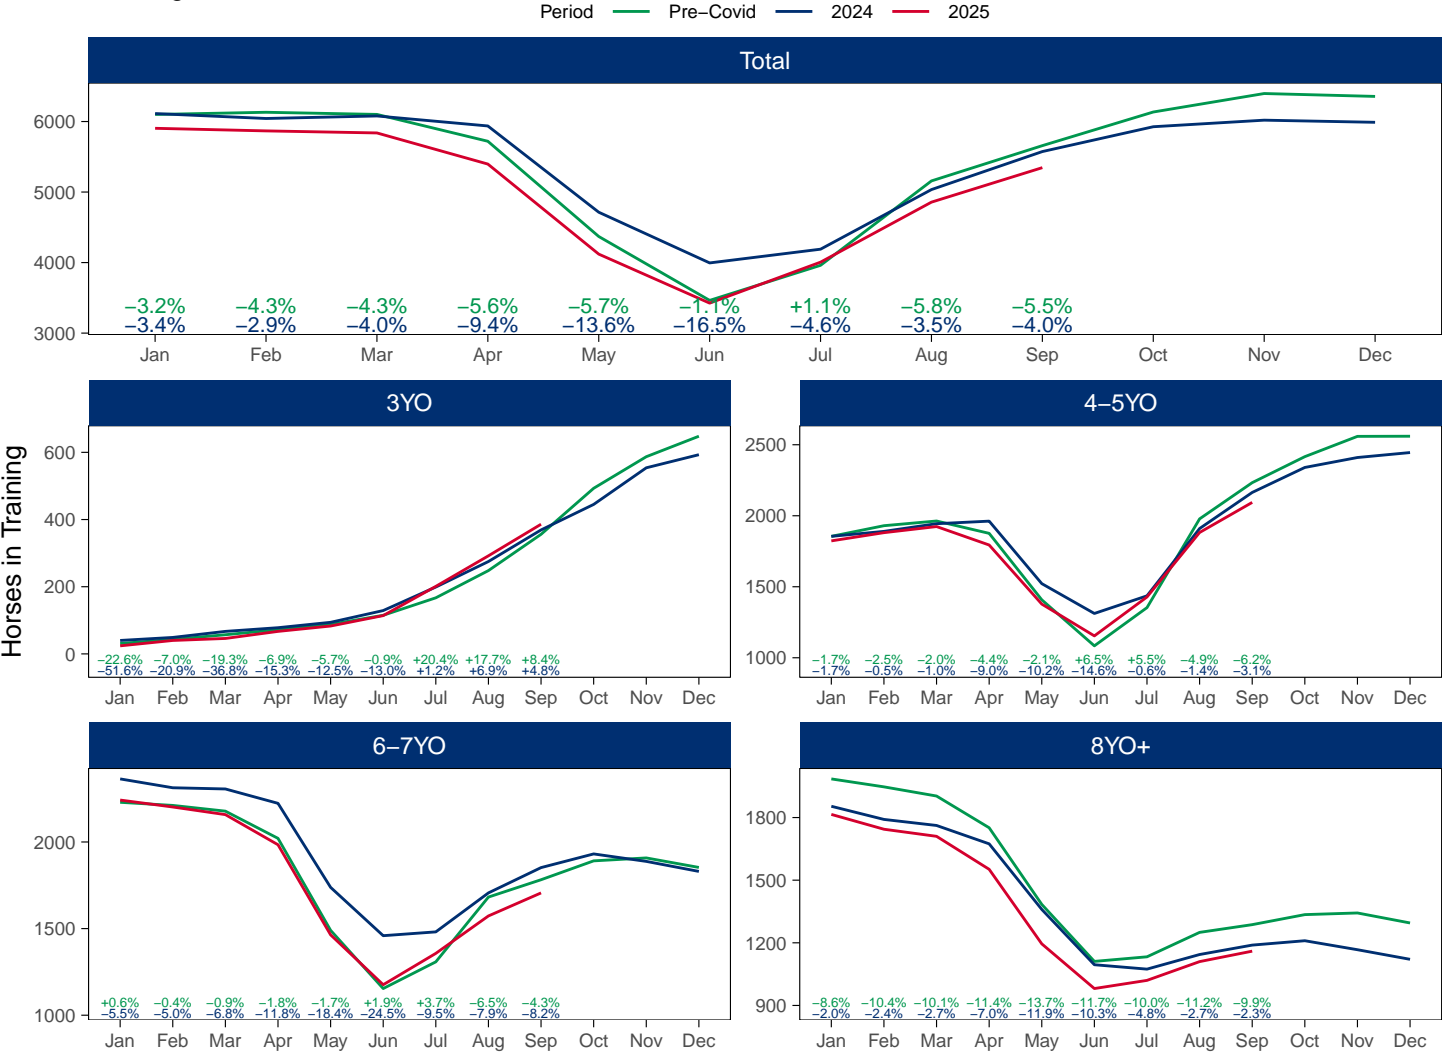 Period Pre−Covid 2024 2025
Total
6000
5000
4000
3000
−3.2% −4.3% −4.3% −5.6% −5.7% −1.1% +1.1% −5.8% −5.5%
−3.4% −2.9% −4.0% −9.4% −13.6% −16.5% −4.6% −3.5% −4.0%
Jan Feb Mar Apr May Jun Jul Aug Sep Oct Nov Dec
Horses in Training
3YO
600
400
200
0
−22.6% −7.0% −19.3% −6.9% −5.7% −0.9% +20.4% +17.7% +8.4%
−51.6% −20.9% −36.8% −15.3% −12.5% −13.0% +1.2% +6.9% +4.8%
Jan Feb Mar Apr May Jun Jul Aug Sep Oct Nov Dec
4−5YO
2500
2000
1500
1000
−1.7% −2.5% −2.0% −4.4% −2.1% +6.5% +5.5% −4.9% −6.2%
−1.7% −0.5% −1.0% −9.0% −10.2% −14.6% −0.6% −1.4% −3.1%
Jan Feb Mar Apr May Jun Jul Aug Sep Oct Nov Dec
6−7YO
2000
1500
1000
+0.6% −0.4% −0.9% −1.8% −1.7% +1.9% +3.7% −6.5% −4.3%
−5.5% −5.0% −6.8% −11.8% −18.4% −24.5% −9.5% −7.9% −8.2%
Jan Feb Mar Apr May Jun Jul Aug Sep Oct Nov Dec
8YO+
1800
1500
1200
900
−8.6% −10.4% −10.1% −11.4% −13.7% −11.7% −10.0% −11.2% −9.9%
−2.0% −2.4% −2.7% −7.0% −11.9% −10.3% −4.8% −2.7% −2.3%
Jan Feb Mar Apr May Jun Jul Aug Sep Oct Nov Dec